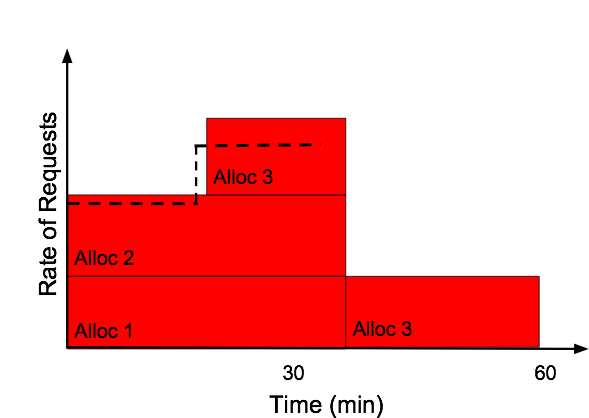 Rate of Requests
Alloc 3
Alloc 2
Alloc 1
Alloc 3
30
60
Time (min)